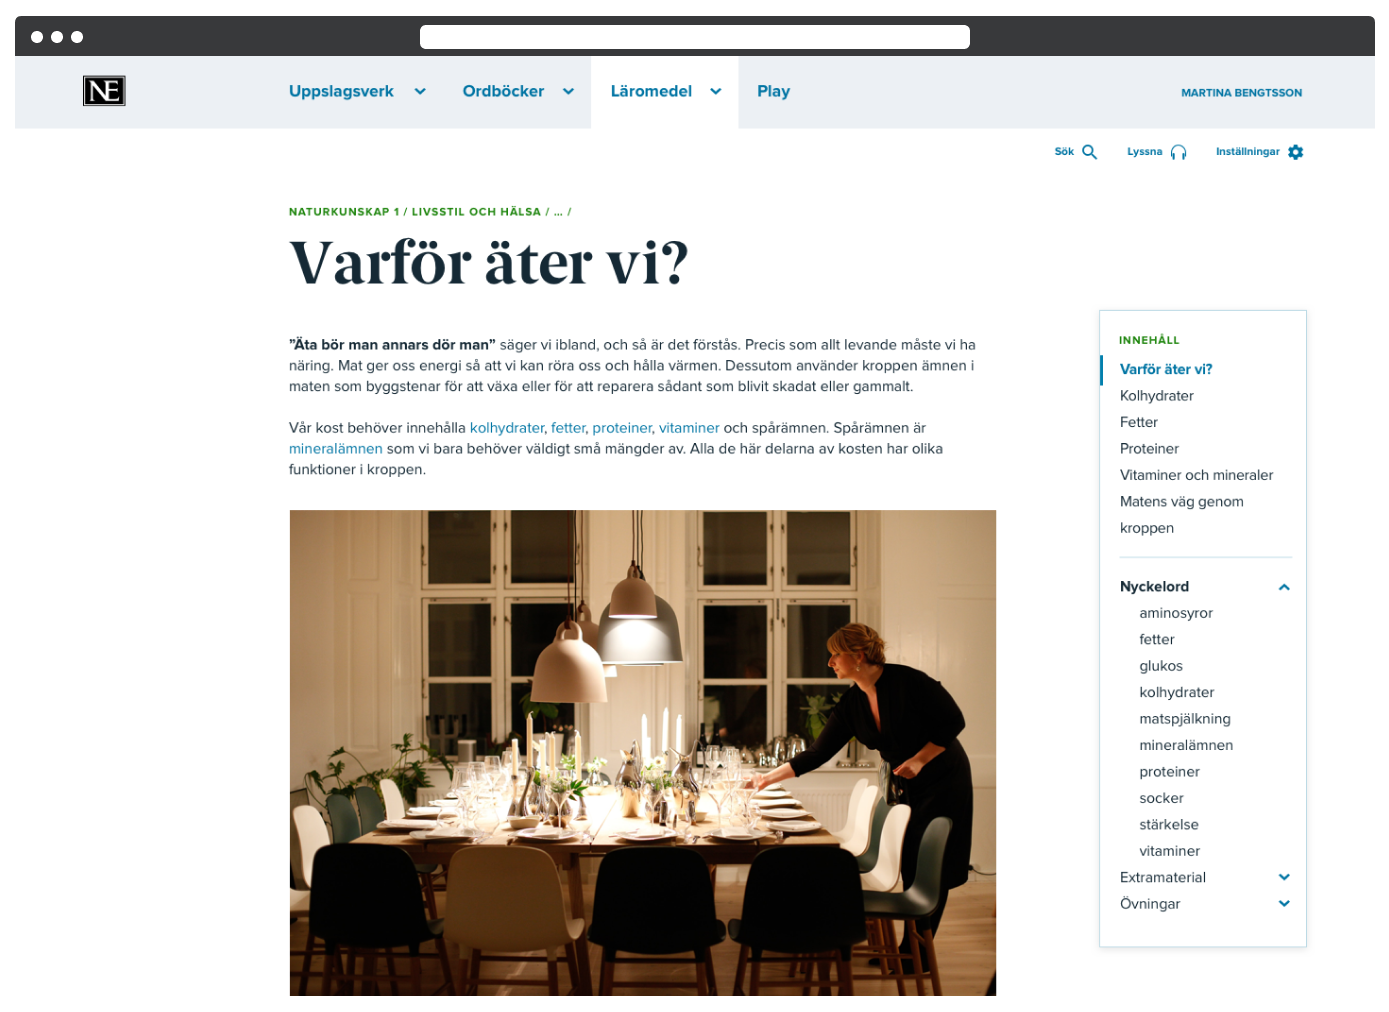 NE
Uppslagsverk
Ordböcker
Läromedel
Play
MARTINA BENGTSSON
Sök
Lyssna
Inställningar
NATURKUNSKAP 1 / LIVSSTIL OCH HÄLSA / ... /
Varför äter vi?
”Äta bör man annars dör man” säger vi ibland, och så är det förstås. Precis som allt levande måste vi ha
näring. Mat ger oss energi så att vi kan röra oss och hålla värmen. Dessutom använder kroppen ämnen i
maten som byggstenar för att växa eller för att reparera sådant som blivit skadat eller gammalt.
Vår kost behöver innehålla kolhydrater, fetter, proteiner, vitaminer och spårämnen. Spårämnen är
mineralämnen som vi bara behöver väldigt små mängder av. Alla de här delarna av kosten har olika
funktioner i kroppen.
INNEHÅLL
Varför äter vi?
Kolhydrater
Fetter
Proteiner
Vitaminer och mineraler
Matens väg genom
kroppen
Nyckelord
aminosyror
fetter
glukos
kolhydrater
matspjälkning
mineralämnen
proteiner
socker
stärkelse
vitaminer
Extramaterial
Övningar